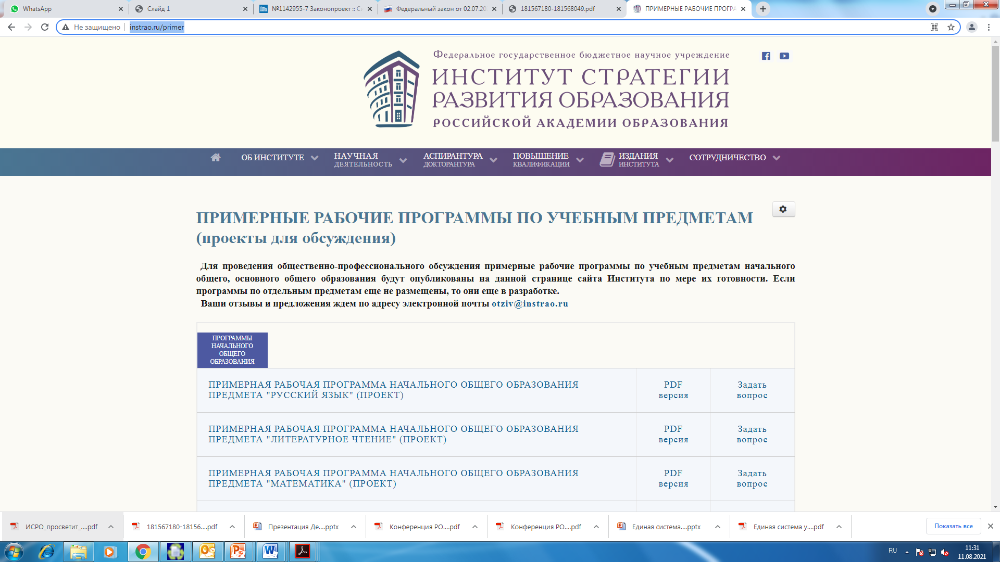 WhatsApp
Слайд 1
№1142955-7 Законопроект :: Си
Федеральный закон от 02.07.20
181567180-181568049.pdf
ПРИМЕРНЫЕ РАБОЧИЕ ПРОГРА
Не защищено
instrao.ru/primer
Федеральное государственное бюджетное научное учреждение
ИНСТИТУТ СТРАТЕГИИ
РАЗВИТИЯ ОБРАЗОВАНИЯ
РОССИЙСКОЙ АКАДЕМИИ ОБРАЗОВАНИЯ
ОБ ИНСТИТУТЕ
НАУЧНАЯ
ДЕЯТЕЛЬНОСТЬ
АСПИРАНТУРА
ДОКТОРАНТУРА
ПОВЫШЕНИЕ
КВАЛИФИКАЦИИ
ИЗДАНИЯ
ИНСТИТУТА
СОТРУДНИЧЕСТВО
ПРИМЕРНЫЕ РАБОЧИЕ ПРОГРАММЫ ПО УЧЕБНЫМ ПРЕДМЕТАМ
(проекты для обсуждения)
Для проведения общественно-профессионального обсуждения примерные рабочие программы по учебным предметам начального
общего, основного общего образования будут опубликованы на данной странице сайта Института по мере их готовности. Если
программы по отдельным предметам еще не размещены, то они еще в разработке.
Ваши отзывы и предложения ждем по адресу электронной почты otziv@instrao.ru
ПРОГРАММЫ
НАЧАЛЬНОГО
ОБЩЕГО
ОБРАЗОВАНИЯ
ПРИМЕРНАЯ РАБОЧАЯ ПРОГРАММА НАЧАЛЬНОГО ОБЩЕГО ОБРАЗОВАНИЯ
ПРЕДМЕТА "РУССКИЙ ЯЗЫК" (ПРОЕКТ)
PDF
версия
Задать
вопрос
ПРИМЕРНАЯ РАБОЧАЯ ПРОГРАММА НАЧАЛЬНОГО ОБЩЕГО ОБРАЗОВАНИЯ
ПРЕДМЕТА "ЛИТЕРАТУРНОЕ ЧТЕНИЕ" (ПРОЕКТ)
PDF
версия
Задать
вопрос
ПРИМЕРНАЯ РАБОЧАЯ ПРОГРАММА НАЧАЛЬНОГО ОБЩЕГО ОБРАЗОВАНИЯ
ПРЕДМЕТА "МАТЕМАТИКА" (ПРОЕКТ)
PDF
версия
Задать
вопрос
ИСРО_просветит_....pdf
181567180-18156....pdf
Презентация Де....pptx
Конференция РО....pdf
Конференция РО....pdf
Единая система....pptx
Единая система у....pdf
Показать все
RU
11:31
11.08.2021